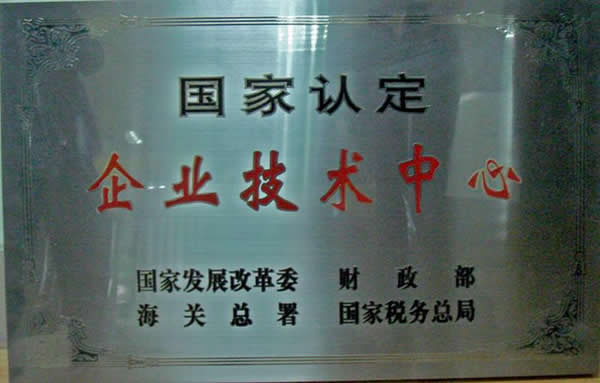 国家认定
企业技术中心
国家发展改革委 财政部
海关总署 国家税务总局